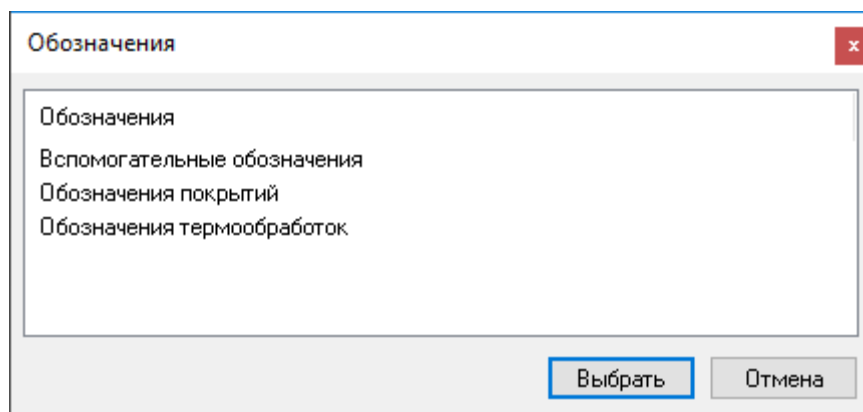 Обозначения
x
Обозначения
Вспомогательные обозначения
Обозначения покрытий
Обозначения термообработок
Выбрать Отмена